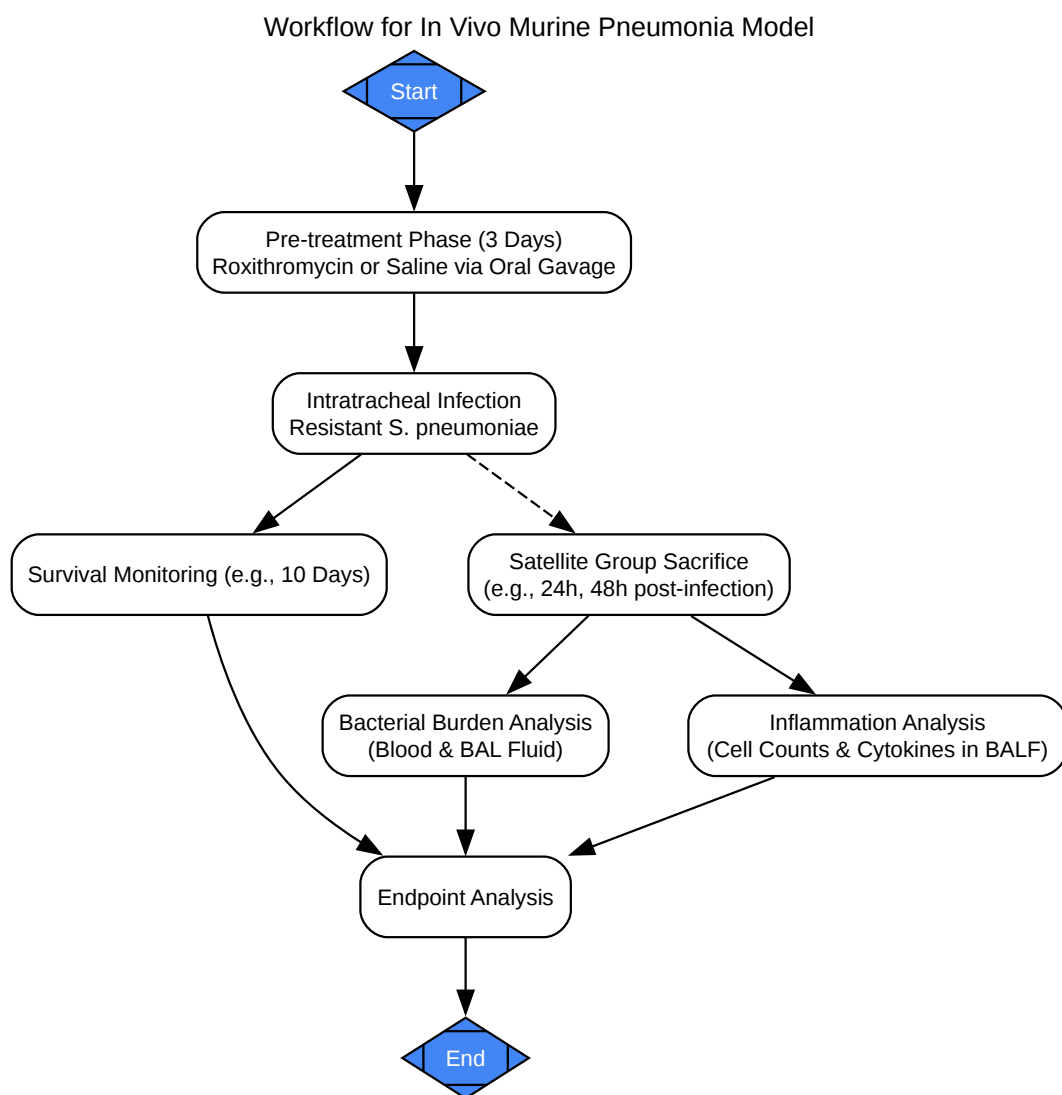 Workflow for In Vivo Murine Pneumonia Model
Start
Pre-treatment Phase (3 Days)
Roxithromycin or Saline via Oral Gavage
Intratracheal Infection
Resistant S. pneumoniae
Survival Monitoring (e.g., 10 Days)
Satellite Group Sacrifice
(e.g., 24h, 48h post-infection)
Bacterial Burden Analysis
(Blood & BAL Fluid)
Inflammation Analysis
(Cell Counts & Cytokines in BALF)
Endpoint Analysis
End